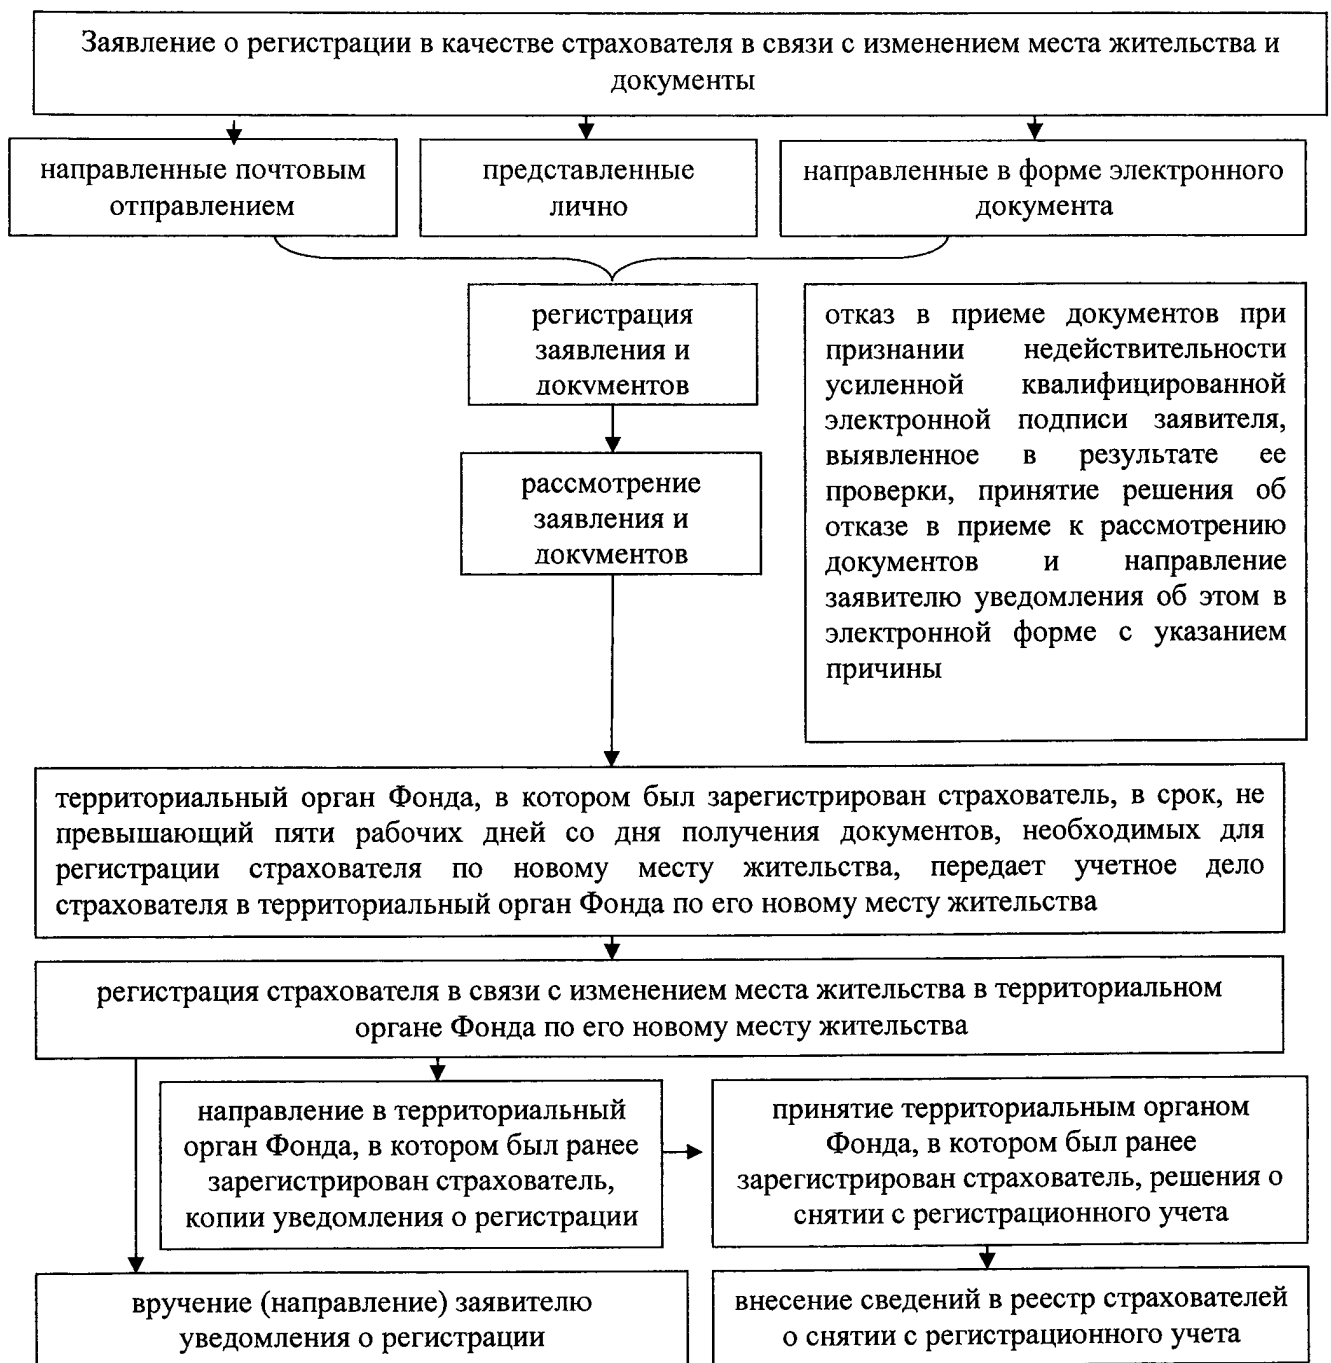 Заявление о регистрации в качестве страхователя в связи с изменением места жительства и
документы
направленные почтовым
отправлением
представленные
лично
направленные в форме электронного
документа
регистрация
заявления и
документов
отказ в приеме документов при
признании недействительности
усиленной квалифицированной
электронной подписи заявителя,
выявленное в результате ее
проверки, принятие решения об
отказе в приеме к рассмотрению
документов и направление
заявителю уведомления об этом в
электронной форме с указанием
причины
рассмотрение
заявления и
документов
территориальный орган Фонда, в котором был зарегистрирован страхователь, в срок, не
превышающий пяти рабочих дней со дня получения документов, необходимых для
регистрации страхователя по новому месту жительства, передает учетное дело
страхователя в территориальный орган Фонда по его новому месту жительства
регистрация страхователя в связи с изменением места жительства в территориальном
органе Фонда по его новому месту жительства
направление в территориальный
орган Фонда, в котором был ранее
зарегистрирован страхователь,
копии уведомления о регистрации
принятие территориальным органом
Фонда, в котором был ранее
зарегистрирован страхователь, решения о
снятии с регистрационного учета
вручение (направление) заявителю
уведомления о регистрации
внесение сведений в реестр страхователей
о снятии с регистрационного учета